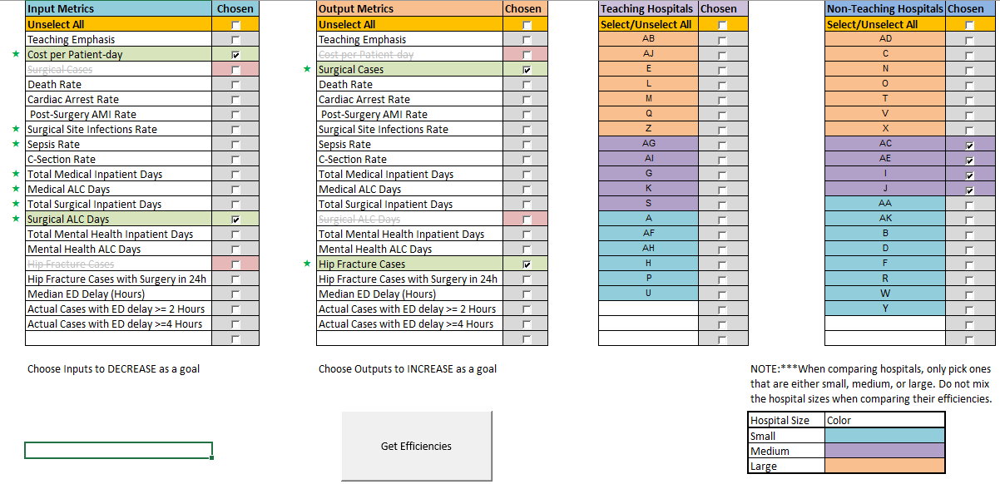 Input Metrics Chosen
Unselect All
Teaching Emphasis
Cost per Patient-day
Surgical Cases
Death Rate
Cardiac Arrest Rate
Post-Surgery AMI Rate
Surgical Site Infections Rate
Sepsis Rate
C-Section Rate
Total Medical Inpatient Days
Medical ALC Days
Total Surgical Inpatient Days
Surgical ALC Days
Total Mental Health Inpatient Days
Mental Health ALC Days
Hip Fracture Cases
Hip Fracture Cases with Surgery in 24h
Median ED Delay (Hours)
Actual Cases with ED delay >= 2 Hours
Actual Cases with ED delay >=4 Hours
Choose Inputs to DECREASE as a goal
Output Metrics Chosen
Unselect All
Teaching Emphasis
Cost per Patient-day
Surgical Cases
Death Rate
Cardiac Arrest Rate
Post-Surgery AMI Rate
Surgical Site Infections Rate
Sepsis Rate
C-Section Rate
Total Medical Inpatient Days
Medical ALC Days
Total Surgical Inpatient Days
Surgical ALC Days
Total Mental Health Inpatient Days
Mental Health ALC Days
Hip Fracture Cases
Hip Fracture Cases with Surgery in 24h
Median ED Delay (Hours)
Actual Cases with ED delay >= 2 Hours
Actual Cases with ED delay >=4 Hours
Choose Outputs to INCREASE as a goal
Get Efficiencies
Teaching Hospitals Chosen
Select/Unselect All
AB
AJ
E
L
M
Q
Z
AG
AI
G
K
S
A
AF
AH
H
P
U
Non-Teaching Hospitals Chosen
Select/Unselect All
AD
C
N
O
T
V
X
AC
AE
I
J
AA
AK
B
D
F
R
W
Y
NOTE:***When comparing hospitals, only pick ones
that are either small, medium, or large. Do not mix
the hospital sizes when comparing their efficiencies.
Hospital Size Color
Small
Medium
Large